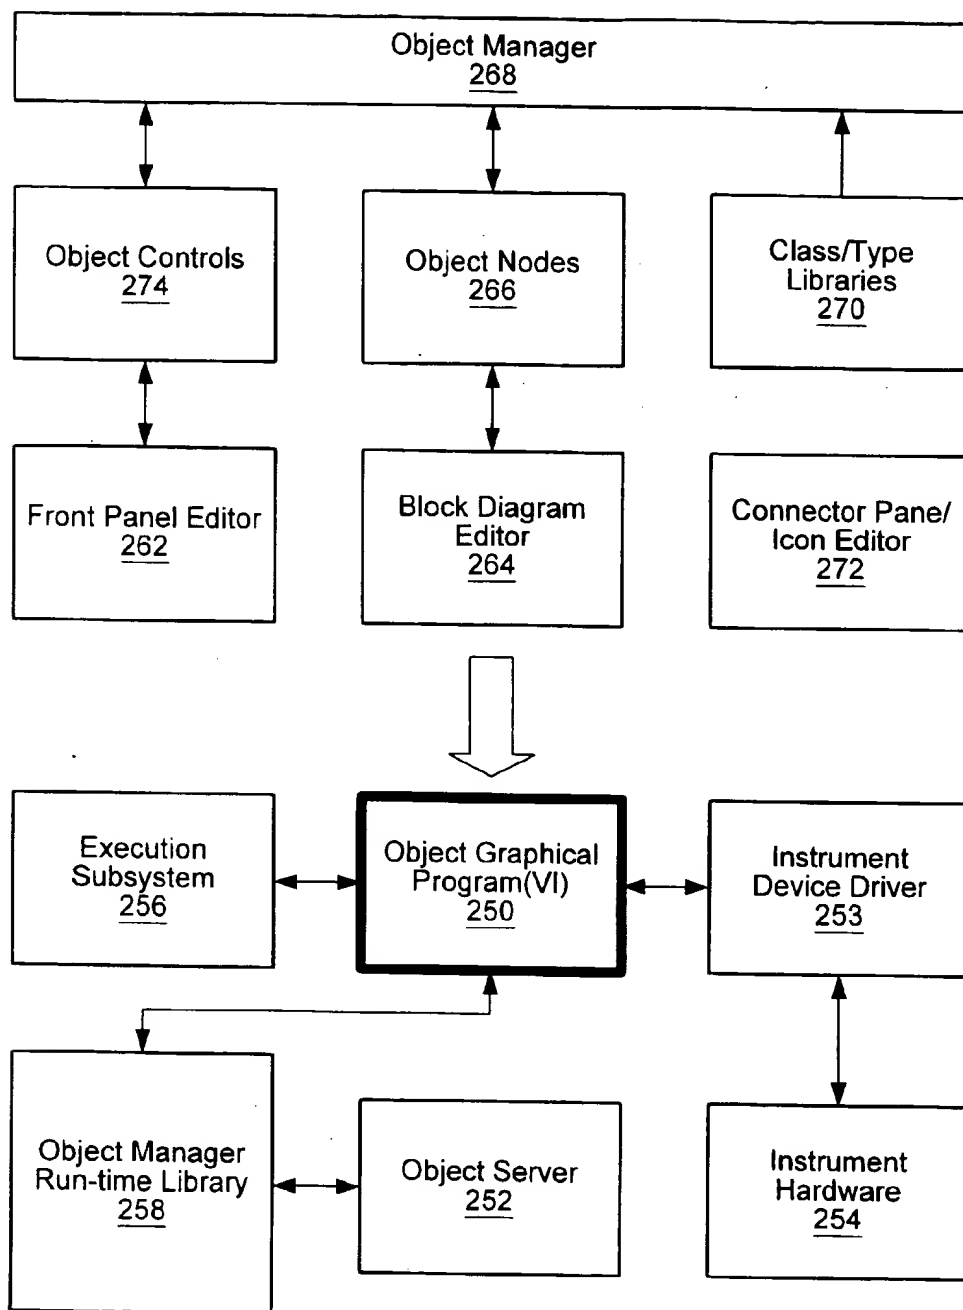 Object Manager
268
Object Controls
274
Object Nodes
266
Class/Type
Libraries
270
Front Panel Editor
262
Block Diagram
Editor
264
Connector Pane/
Icon Editor
272
Execution
Subsystem
256
Object Graphical
Program(VI)
250
Instrument
Device Driver
253
Object Manager
Run-time Library
258
Object Server
252
Instrument
Hardware
254